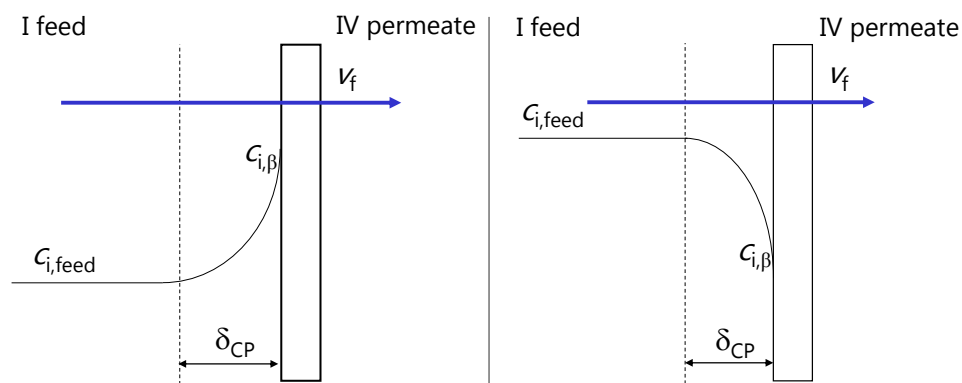 I feed
IV permeate
v_f
c_i,β
c_i,feed
δ_CP
I feed
IV permeate
v_f
c_i,feed
c_i,β
δ_CP